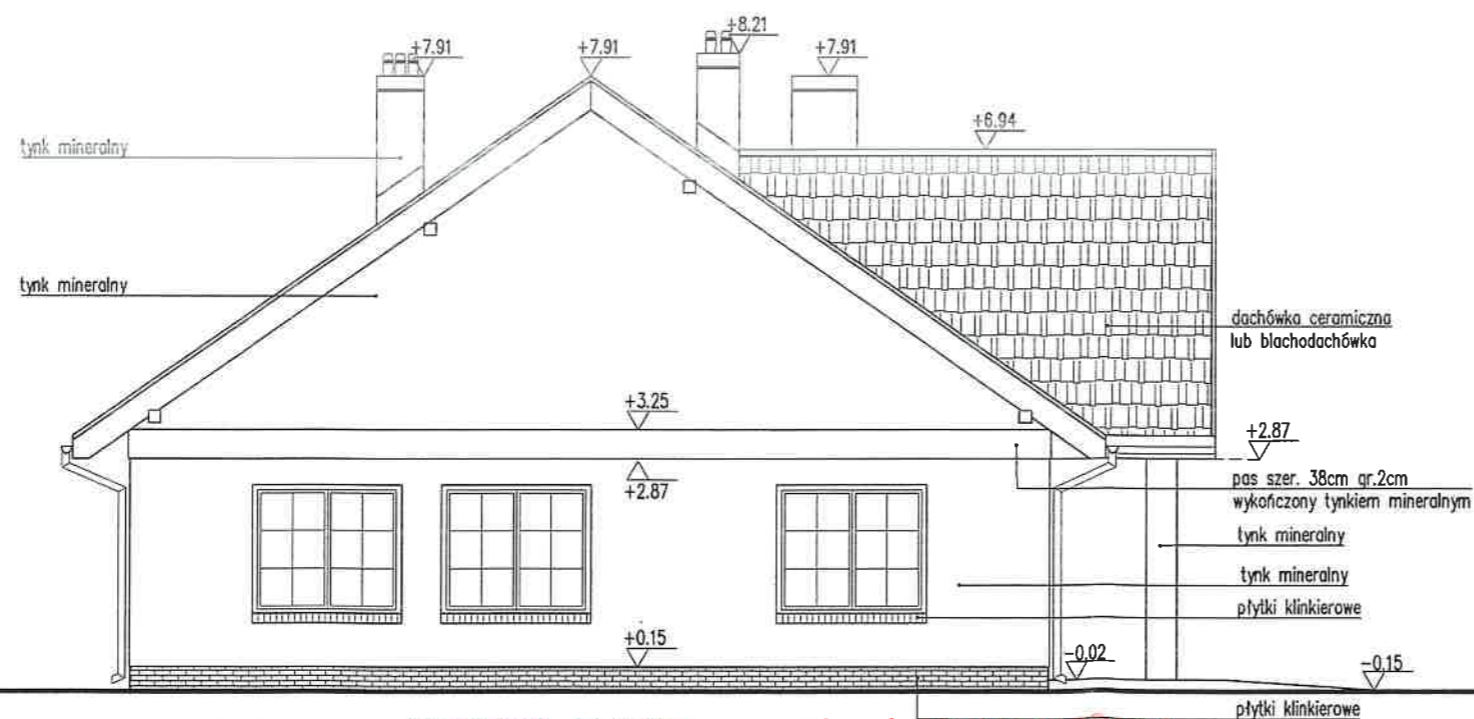 +8.21
+7.91
+7.91
+7.91
+6.94
tynk mineralny
tynk mineralny
dachówka ceramiczna
lub blachodachówka
+3.25
+2.87
+2.87
pas szer. 38cm gr.2cm
wykończony tynkiem mineralnym
tynk mineralny
tynk mineralny
płytki klinkierowe
+0.15
-0.02
-0.15
płytki klinkierowe